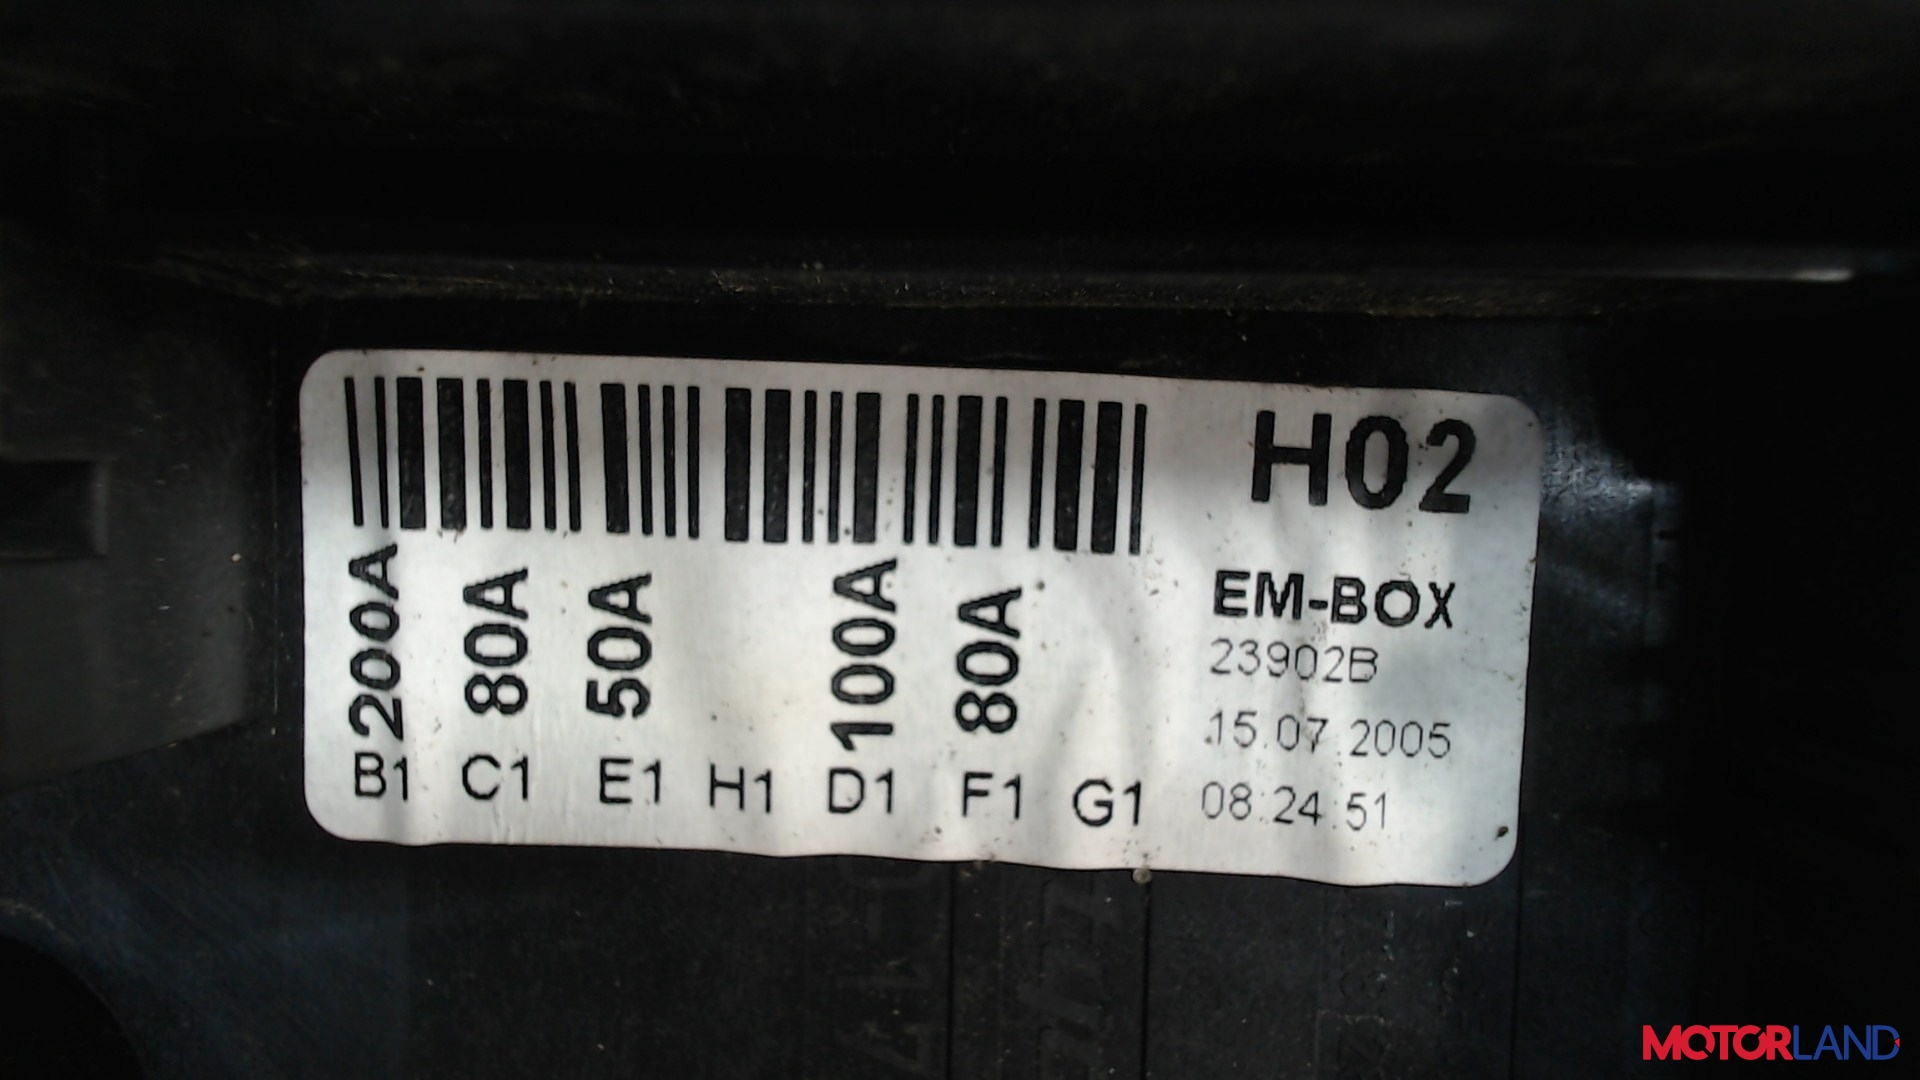 H02
200A 80A 50A 100A 80A
B1 C1 E1 H1 D1 F1 G1
EM-BOX
23902B
15.07.2005
08:24:51
MOTORLAND